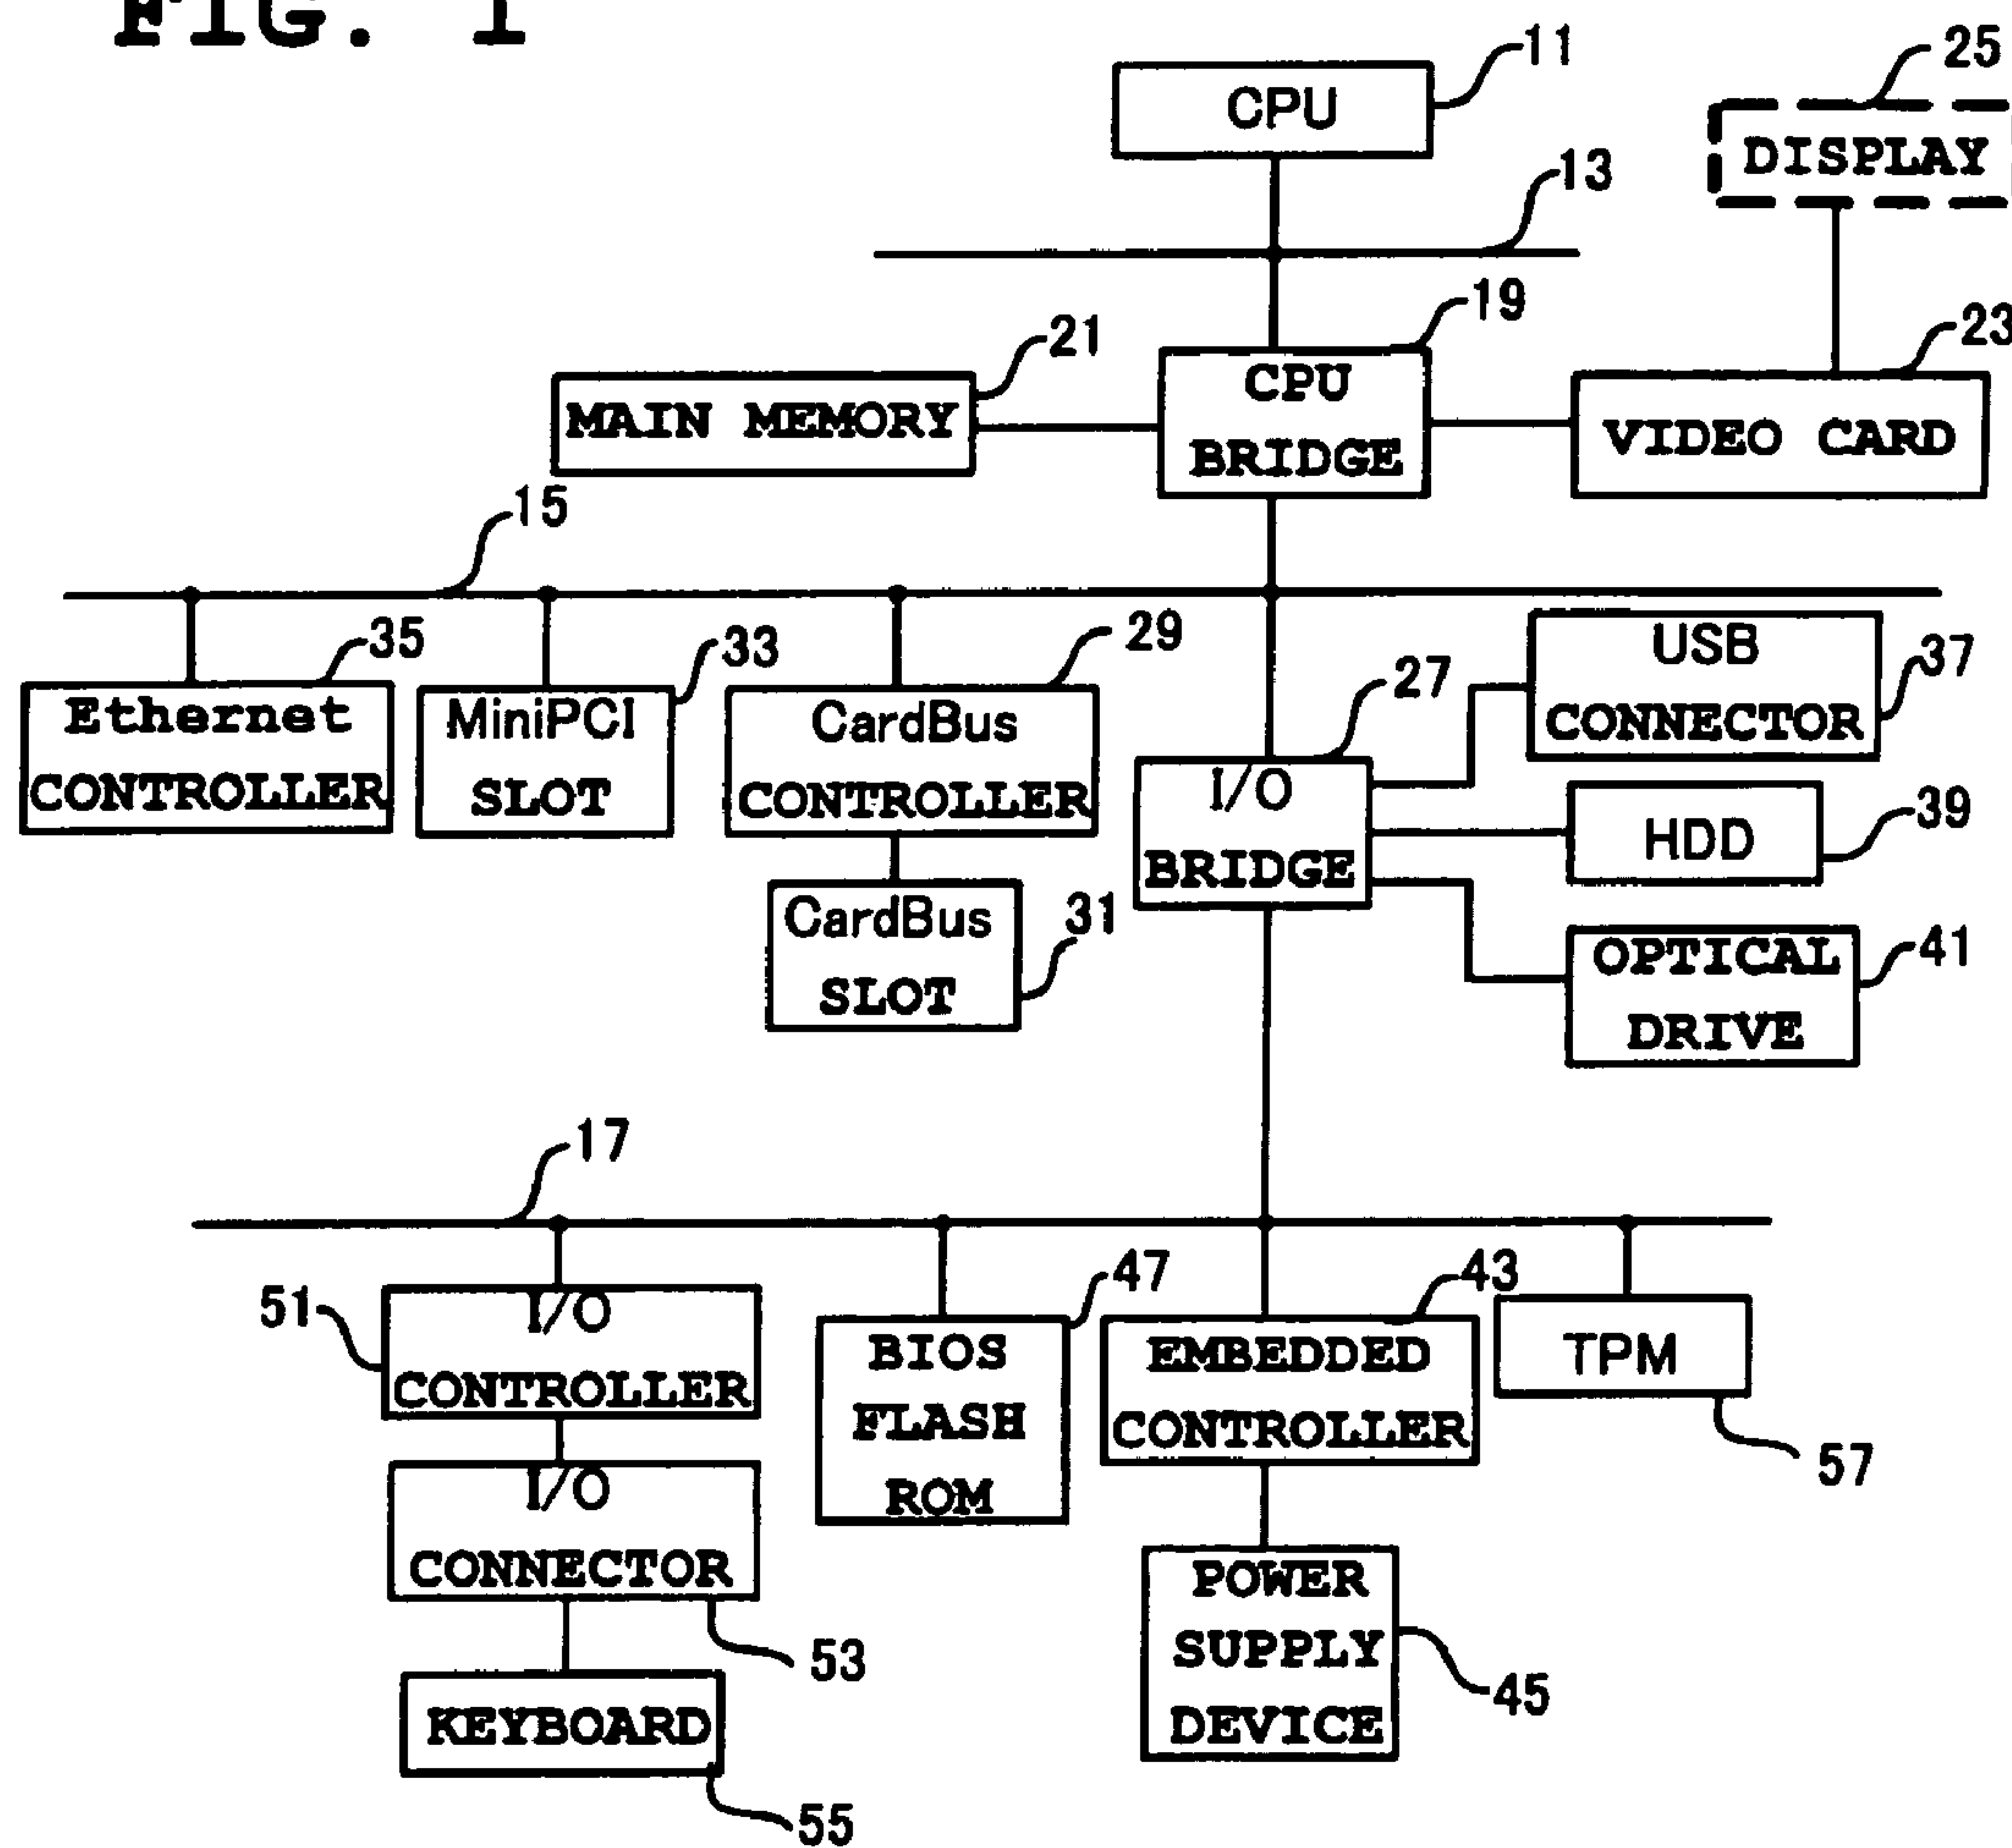 FIG. 1
11
CPU
25
DISPLAY
13
19
21
CPU
BRIDGE
MAIN MEMORY
23
VIDEO CARD
15
35
33
29
27
USB
CONNECTOR
37
Ethernet
CONTROLLER
MiniPCI
SLOT
CardBus
CONTROLLER
I/O
BRIDGE
HDD
39
CardBus
SLOT
31
OPTICAL
DRIVE
41
17
51
I/O
CONTROLLER
47
BIOS
FLASH
ROM
43
EMBEDDED
CONTROLLER
TPM
57
I/O
CONNECTOR
53
POWER
SUPPLY
DEVICE
45
KEYBOARD
55